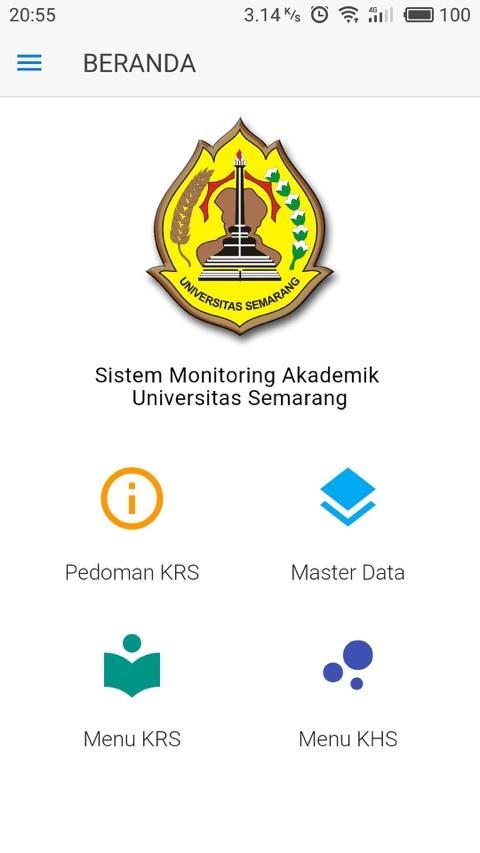 20:55
3.14 K/s 4G 100
BERANDA
UNIVERSITAS SEMARANG
Sistem Monitoring Akademik
Universitas Semarang
Pedoman KRS
Master Data
Menu KRS
Menu KHS